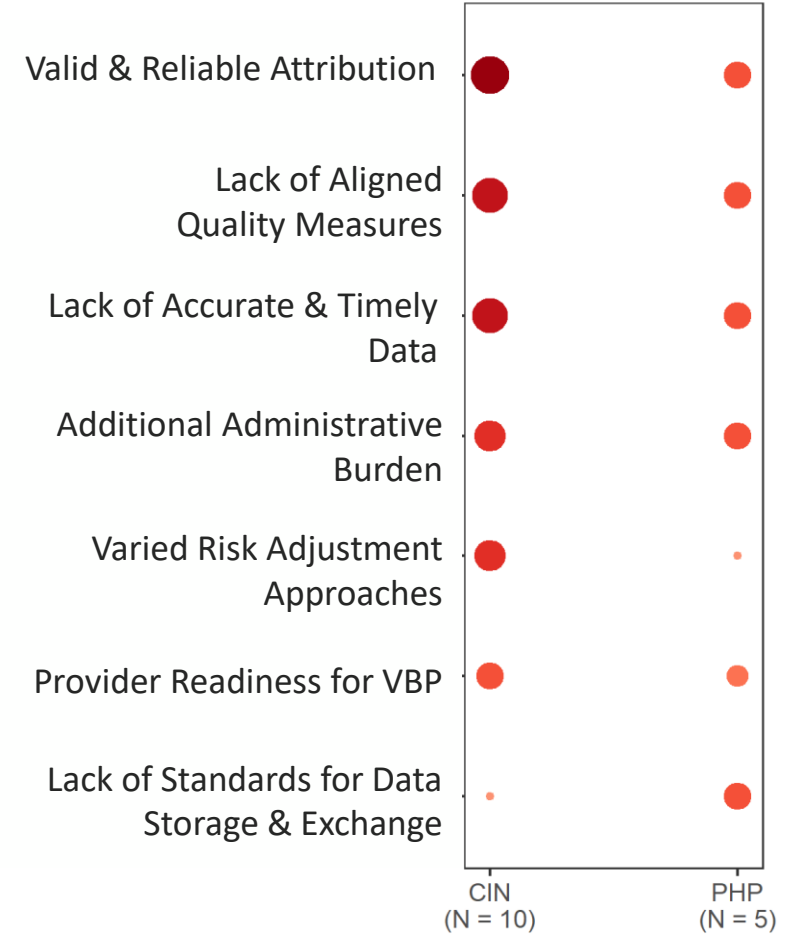 Valid & Reliable Attribution
Lack of Aligned
Quality Measures
Lack of Accurate & Timely
Data
Additional Administrative
Burden
Varied Risk Adjustment
Approaches
Provider Readiness for VBP
Lack of Standards for Data
Storage & Exchange
CIN
(N = 10)
PHP
(N = 5)